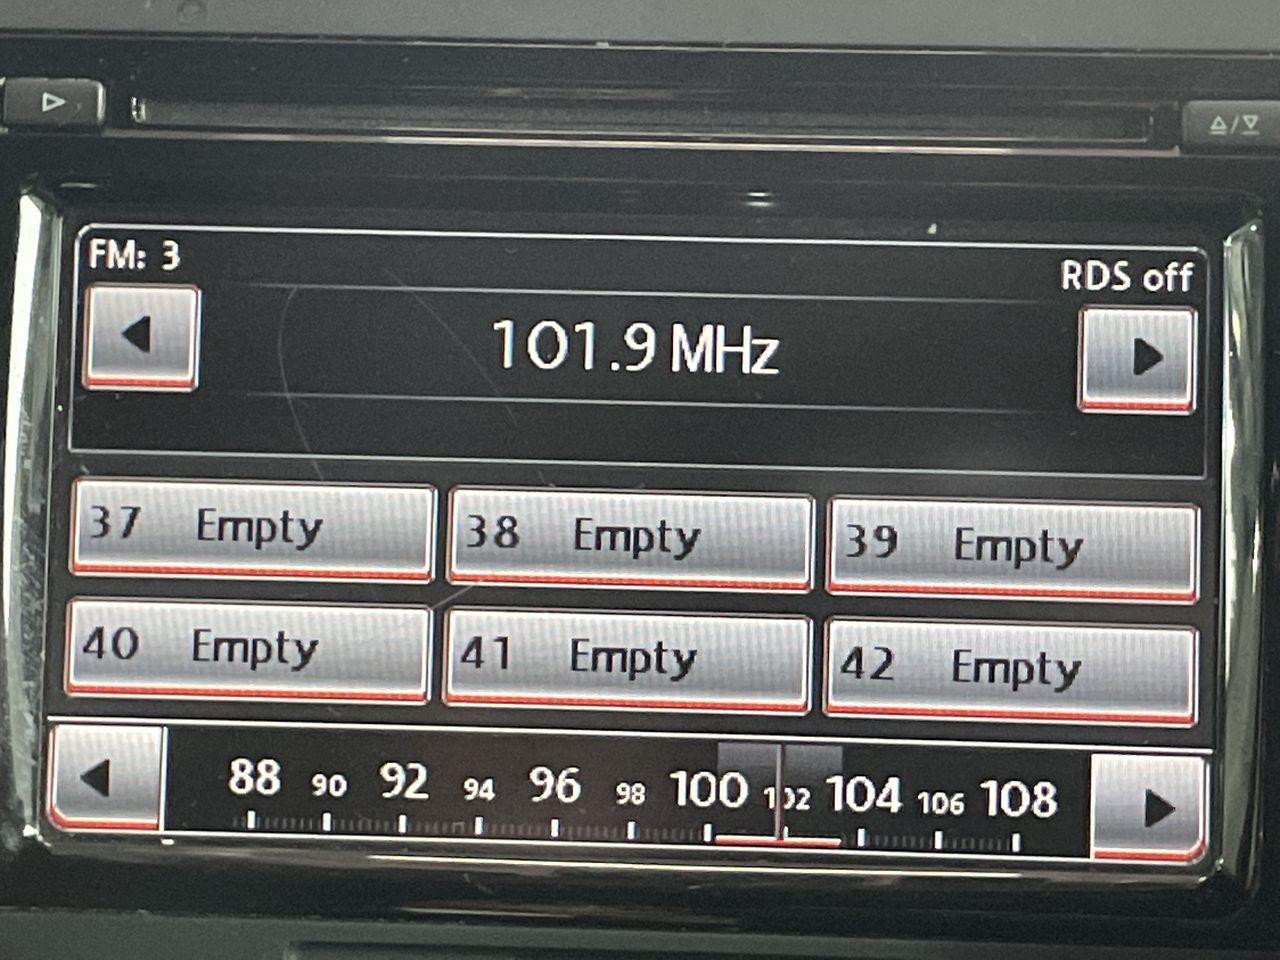 FM: 3
RDS off
101.9 MHz
37 Empty
38 Empty
39 Empty
40 Empty
41 Empty
42 Empty
88 90 92 94 96 98 100 102 104 106 108